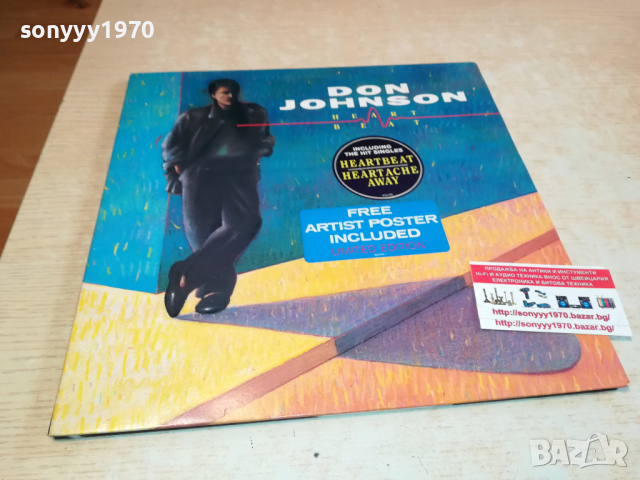 sonyyy1970
DON
JOHNSON
HEART
BEAT
INCLUDING
THE HIT SINGLES
HEARTBEAT
HEARTACHE
AWAY
FREE
ARTIST POSTER
INCLUDED
LIMITED EDITION
ПРОДАЖБА НА АНТИКИ И ИНСТУМЕНТИ
Hi-Fi И АУДИО ТЕХНИКА ВНОС ОТ ШВЕЙЦАРИЯ
ЕЛЕКТРОНИКА И БИТОВА ТЕХНИКА
http://sonyyy1970.bazar.bg/
http://sonyyy1970.bazar.bg/
sonyyy1970
BAZAR